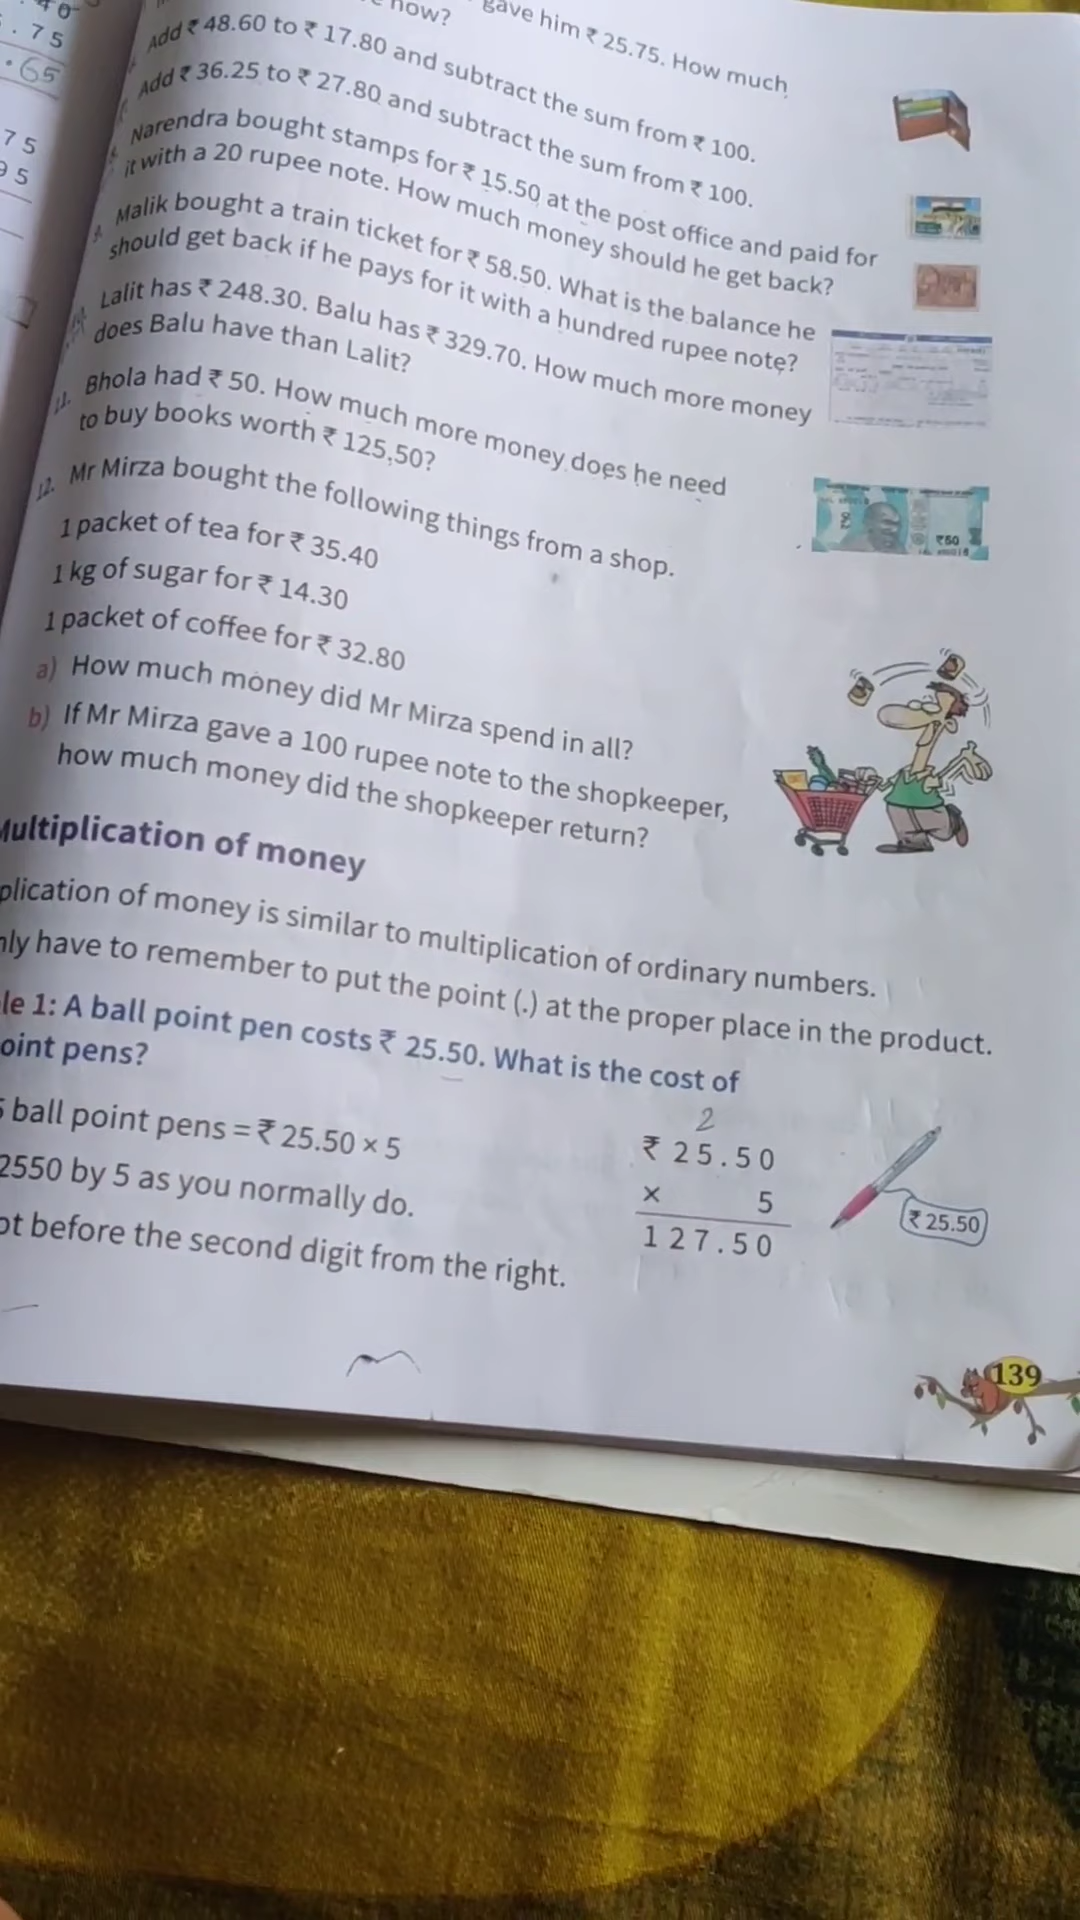 40
.75
.65
75
95
now?
gave him ₹ 25.75. How much
Add ₹ 48.60 to ₹ 17.80 and subtract the sum from ₹ 100.
Add ₹ 36.25 to ₹ 27.80 and subtract the sum from ₹ 100.
Narendra bought stamps for ₹ 15.50 at the post office and paid for
it with a 20 rupee note. How much money should he get back?
9. Malik bought a train ticket for ₹ 58.50. What is the balance he
should get back if he pays for it with a hundred rupee note?
10. Lalit has ₹ 248.30. Balu has ₹ 329.70. How much more money
does Balu have than Lalit?
11. Bhola had ₹ 50. How much more money does he need
to buy books worth ₹ 125.50?
₹50
12. Mr Mirza bought the following things from a shop.
1 packet of tea for ₹ 35.40
1 kg of sugar for ₹ 14.30
1 packet of coffee for ₹ 32.80
a) How much money did Mr Mirza spend in all?
b) If Mr Mirza gave a 100 rupee note to the shopkeeper,
how much money did the shopkeeper return?
Multiplication of money
plication of money is similar to multiplication of ordinary numbers.
nly have to remember to put the point (.) at the proper place in the product.
le 1: A ball point pen costs ₹ 25.50. What is the cost of
oint pens?
5 ball point pens = ₹ 25.50 × 5
2550 by 5 as you normally do.
ot before the second digit from the right.
2
₹ 25.50
× 5
127.50
₹ 25.50
139